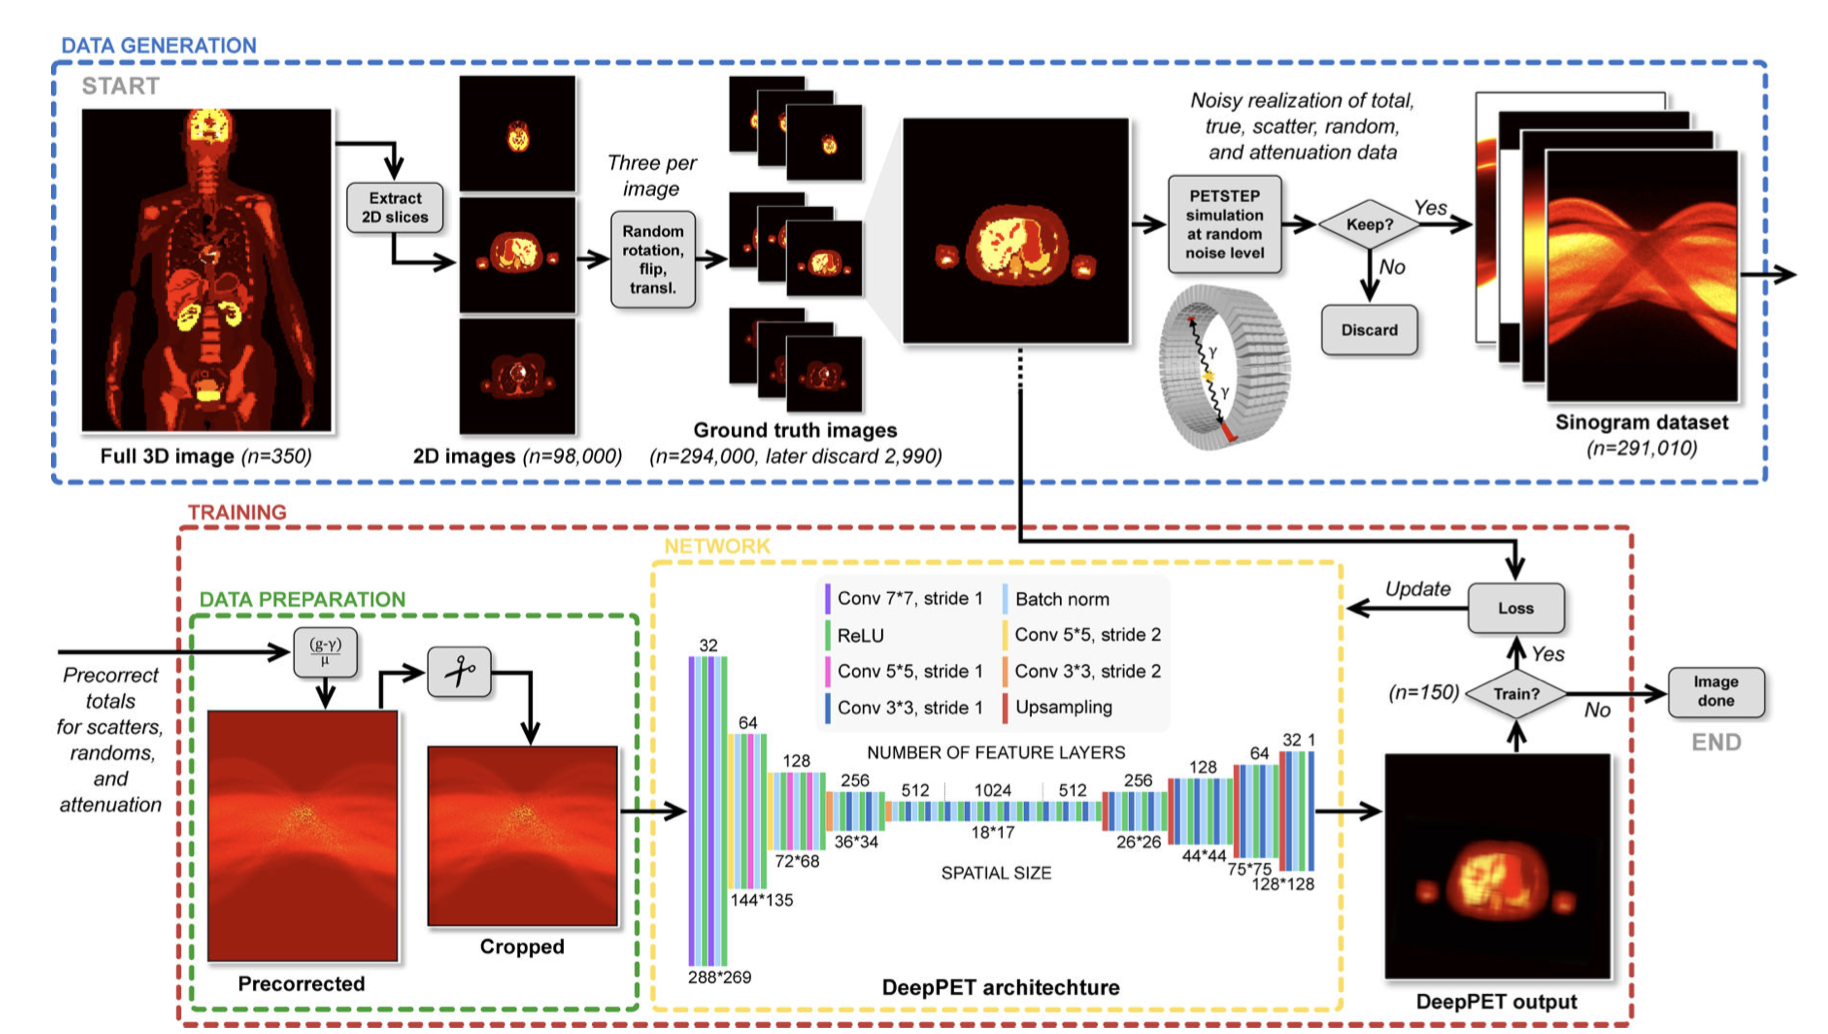 DATA GENERATION
START
Extract
2D slices
Three per
image
Random
rotation,
flip,
transl.
Noisy realization of total,
true, scatter, random,
and attenuation data
PETSTEP
simulation
at random
noise level
Keep?
Yes
No
Discard
γ
γ
Full 3D image (n=350)
2D images (n=98,000)
Ground truth images
(n=294,000, later discard 2,990)
Sinogram dataset
(n=291,010)
TRAINING
DATA PREPARATION
(g-γ)
μ
Precorrect
totals
for scatters,
randoms,
and
attenuation
Precorrected
Cropped
NETWORK
Conv 7*7, stride 1
Batch norm
ReLU
Conv 5*5, stride 2
Conv 5*5, stride 1
Conv 3*3, stride 2
Conv 3*3, stride 1
Upsampling
NUMBER OF FEATURE LAYERS
32
64
128
256
512
1024
512
256
128
64
32 1
288*269
144*135
72*68
36*34
18*17
26*26
44*44
75*75
128*128
SPATIAL SIZE
DeepPET architechture
Update
Loss
Yes
(n=150)
Train?
No
Image
done
END
DeepPET output